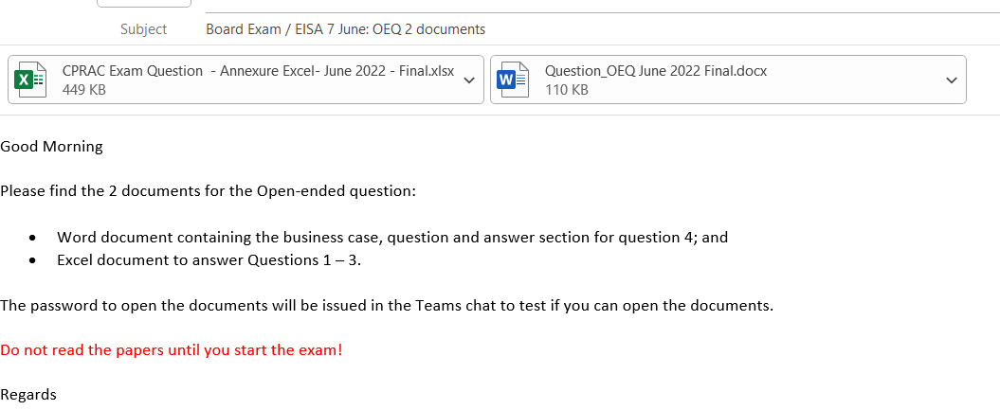 Subject Board Exam / EISA 7 June: OEQ 2 documents
CPRAC Exam Question - Annexure Excel- June 2022 - Final.xlsx
449 KB
Question_OEQ June 2022 Final.docx
110 KB
Good Morning
Please find the 2 documents for the Open-ended question:
• Word document containing the business case, question and answer section for question 4; and
• Excel document to answer Questions 1 – 3.
The password to open the documents will be issued in the Teams chat to test if you can open the documents.
Do not read the papers until you start the exam!
Regards